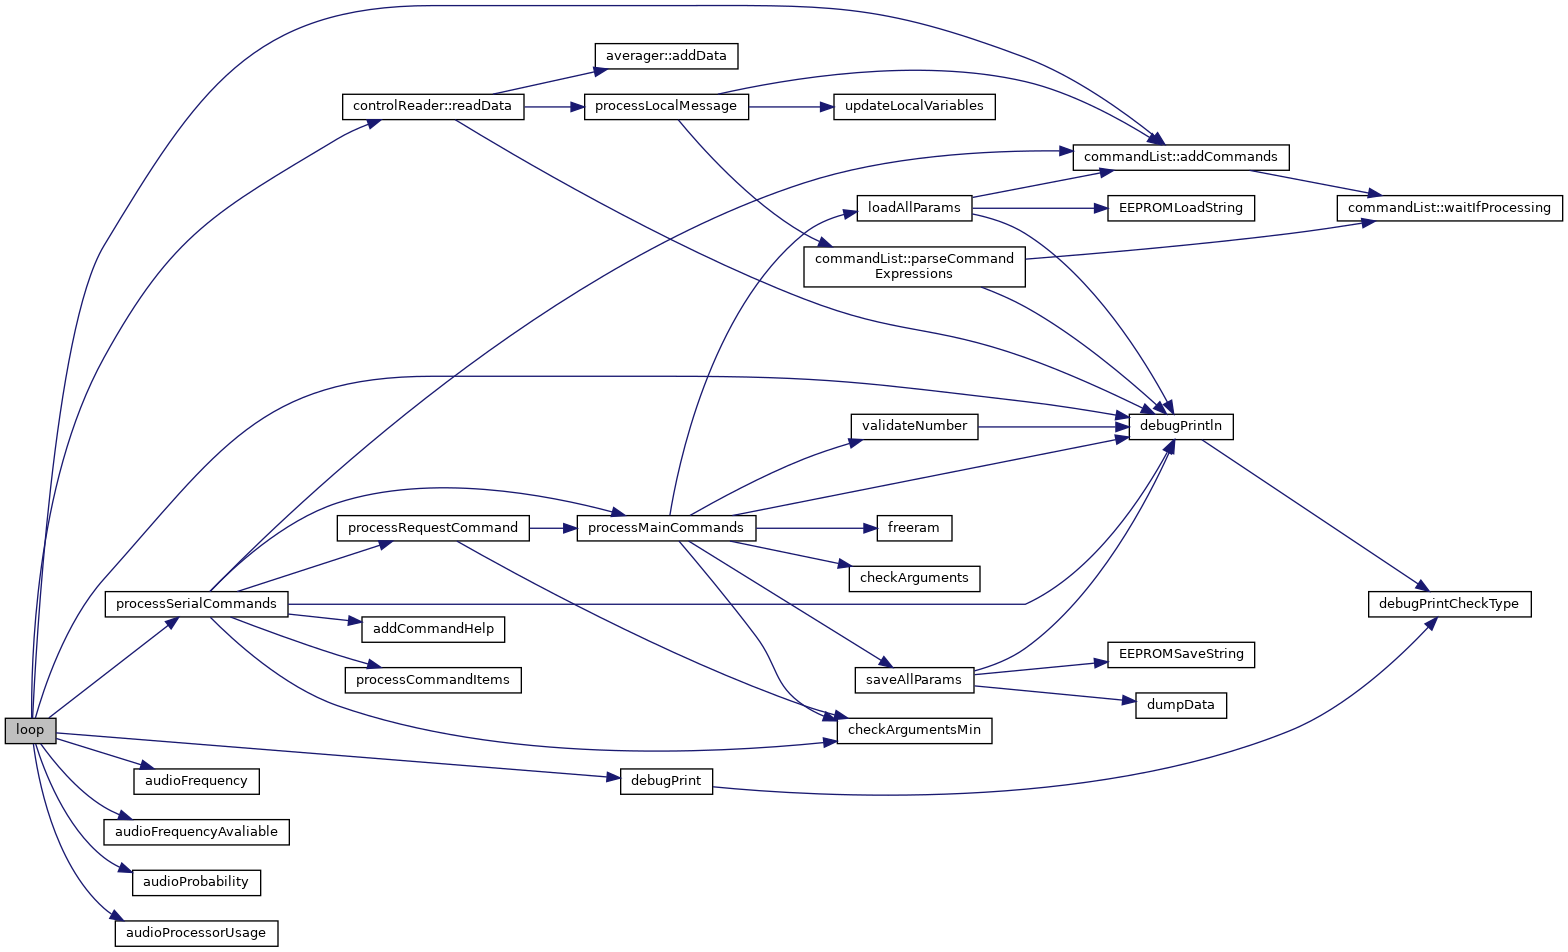 averager::addData
controlReader::readData
processLocalMessage
updateLocalVariables
commandList::addCommands
loadAllParams
EEPROMLoadString
commandList::waitIfProcessing
commandList::parseCommand
Expressions
validateNumber
debugPrintln
processRequestCommand
processMainCommands
freeram
checkArguments
processSerialCommands
debugPrintCheckType
addCommandHelp
EEPROMSaveString
processCommandItems
saveAllParams
dumpData
loop
checkArgumentsMin
audioFrequency
debugPrint
audioFrequencyAvaliable
audioProbability
audioProcessorUsage